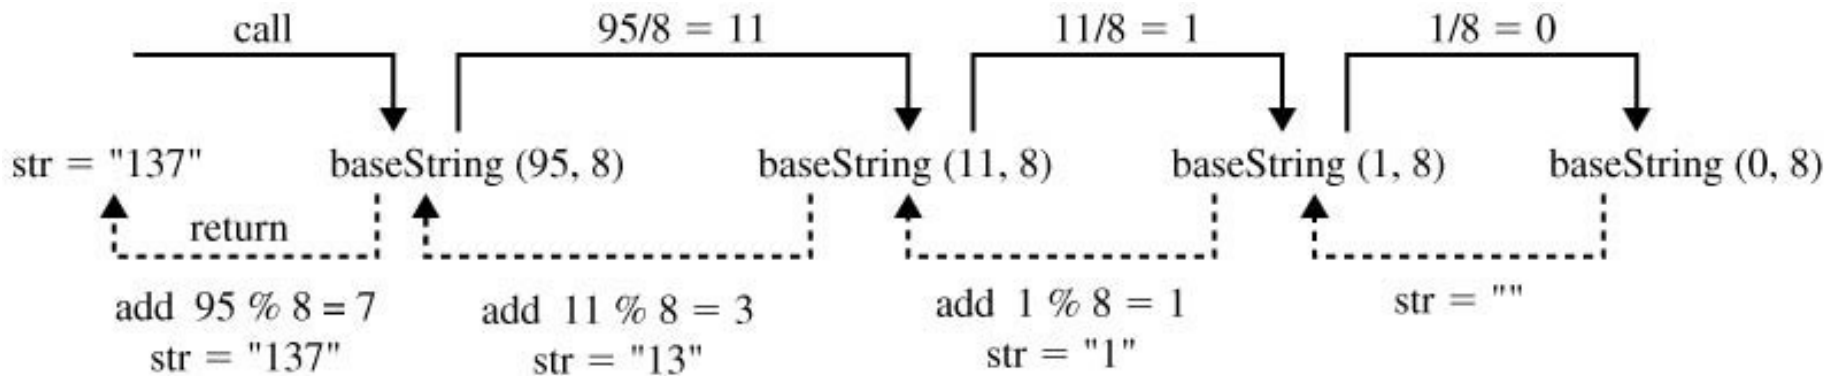 call 95/8 = 11 11/8 = 1 1/8 = 0
str = "137" baseString (95, 8) baseString (11, 8) baseString (1, 8) baseString (0, 8)
return
add 95 % 8 = 7 add 11 % 8 = 3 add 1 % 8 = 1 str = ""
str = "137" str = "13" str = "1"